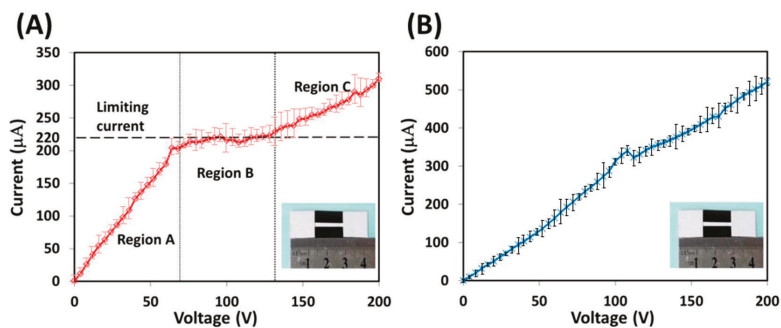 (A)
350
300
250
220
200
150
100
50
0
0 50 100 150 200
Current (μA)
Voltage (V)
Limiting
current
Region A
Region B
Region C
1 2 3 4
(B)
600
500
400
300
200
100
0
0 50 100 150 200
Current (μA)
Voltage (V)
1 2 3 4